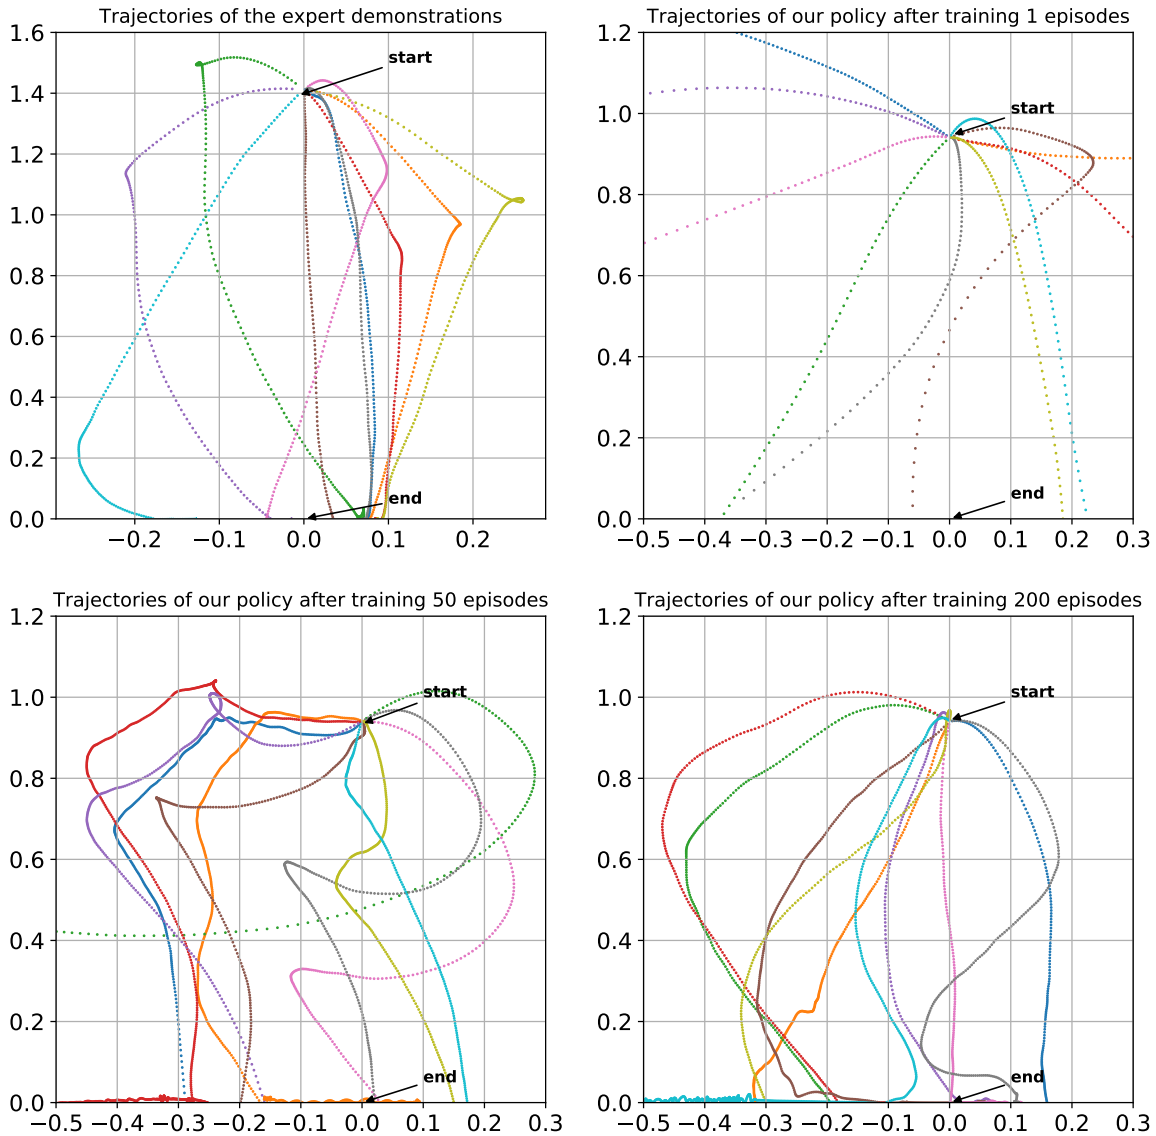 Trajectories of the expert demonstrations
1.6
1.4
1.2
1.0
0.8
0.6
0.4
0.2
0.0
start
end
−0.2 −0.1 0.0 0.1 0.2
Trajectories of our policy after training 1 episodes
1.2
1.0
0.8
0.6
0.4
0.2
0.0
start
end
−0.5 −0.4 −0.3 −0.2 −0.1 0.0 0.1 0.2 0.3
Trajectories of our policy after training 50 episodes
1.2
1.0
0.8
0.6
0.4
0.2
0.0
start
end
−0.5 −0.4 −0.3 −0.2 −0.1 0.0 0.1 0.2 0.3
Trajectories of our policy after training 200 episodes
1.2
1.0
0.8
0.6
0.4
0.2
0.0
start
end
−0.5 −0.4 −0.3 −0.2 −0.1 0.0 0.1 0.2 0.3